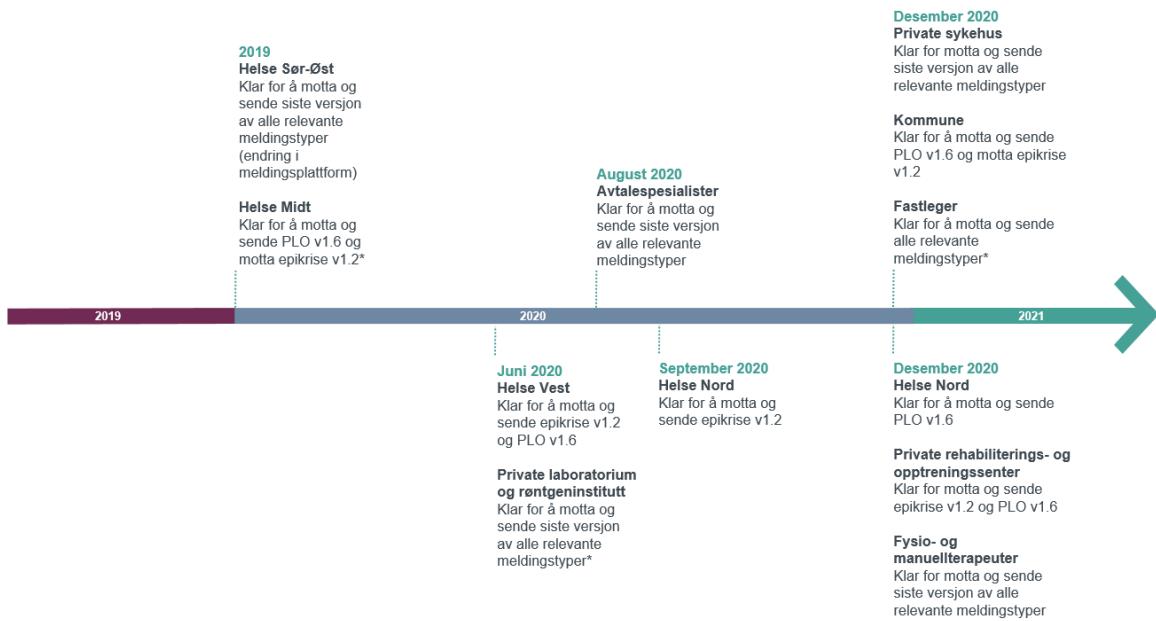 2019
Helse Sør-Øst
Klar for å motta og
sende siste versjon
av alle relevante
meldingstyper
(endring i
meldingsplattform)
Helse Midt
Klar for å motta og
sende PLO v1.6 og
motta epikrise v1.2*
August 2020
Avtalespesialister
Klar for å motta og
sende siste versjon
av alle relevante
meldingstyper
Desember 2020
Private sykehus
Klar for motta og sende
siste versjon av alle
relevante meldingstyper
Kommune
Klar for å motta og sende
PLO v1.6 og motta epikrise
v1.2
Fastleger
Klar for å motta og sende
alle relevante
meldingstyper*
2019
2020
2021
Juni 2020
Helse Vest
Klar for å motta og
sende epikrise v1.2
og PLO v1.6
Private laboratorium
og røntgeninstitutt
Klar for å motta og
sende siste versjon
av alle relevante
meldingstyper*
September 2020
Helse Nord
Klar for å motta og
sende epikrise v1.2
Desember 2020
Helse Nord
Klar for å motta og sende
PLO v1.6
Private rehabiliterings- og
opptreningssenter
Klar for motta og sende
epikrise v1.2 og PLO v1.6
Fysio- og
manuellterapeuter
Klar for å motta og sende
siste versjon av alle
relevante meldingstyper